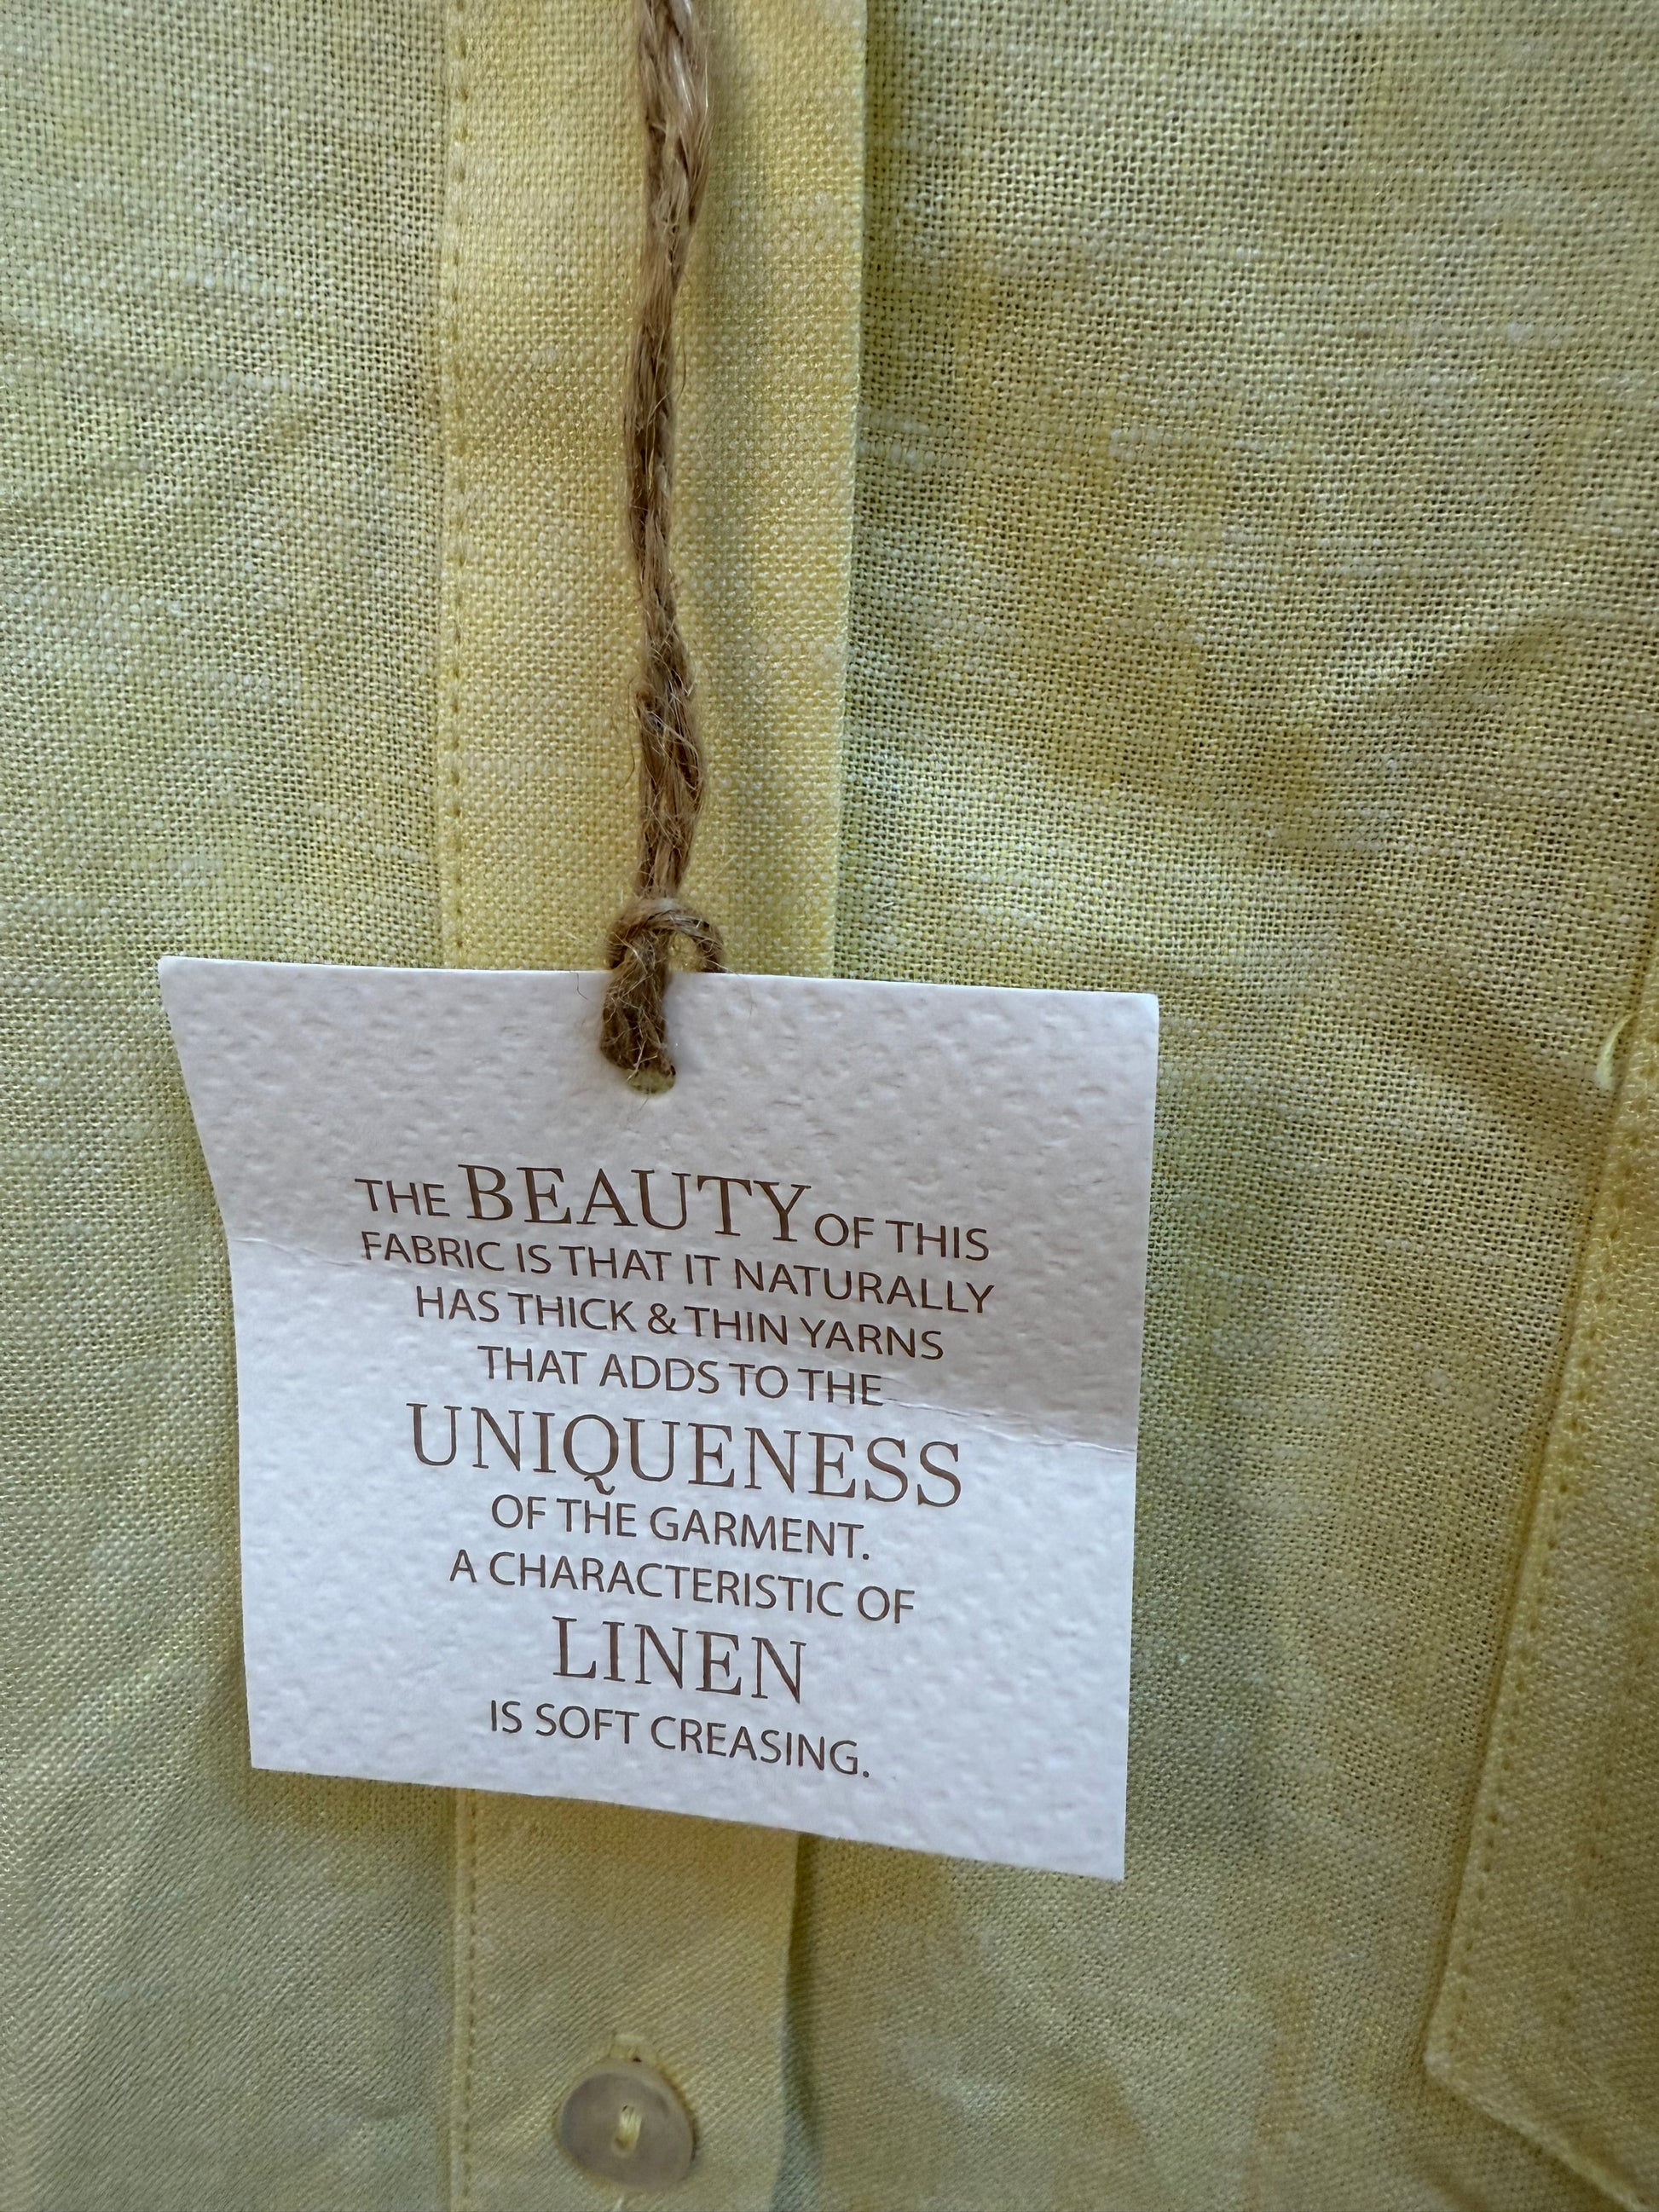 THE BEAUTY OF THIS
FABRIC IS THAT IT NATURALLY
HAS THICK & THIN YARNS
THAT ADDS TO THE
UNIQUENESS
OF THE GARMENT.
A CHARACTERISTIC OF
LINEN
IS SOFT CREASING.